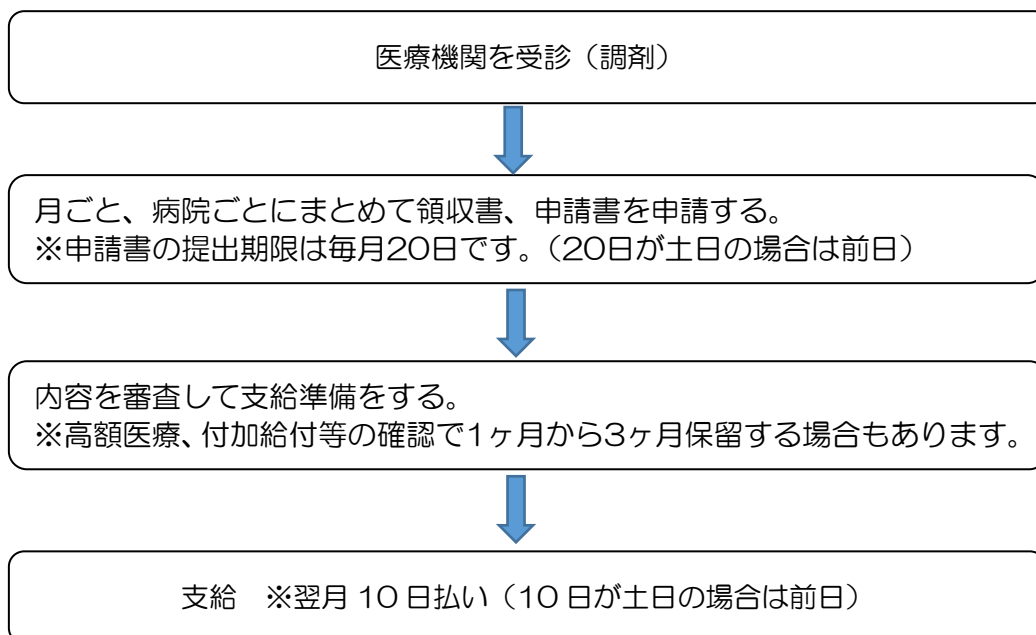 医療機関を受診（調剤）
月ごと、病院ごとにまとめて領収書、申請書を申請する。
※申請書の提出期限は毎月20日です。（20日が土日の場合は前日）
内容を審査して支給準備をする。
※高額医療、付加給付等の確認で1ヶ月から3ヶ月保留する場合もあります。
支給　※翌月 10 日払い（10 日が土日の場合は前日）